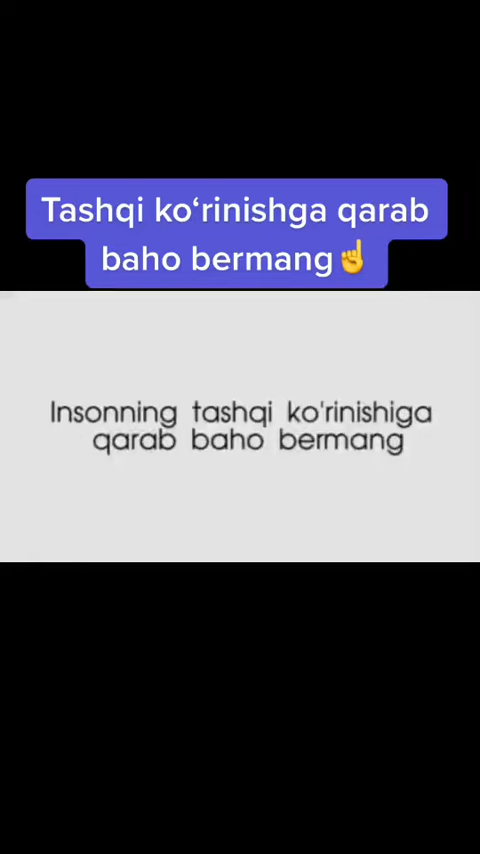 Tashqi ko‘rinishga qarab
baho bermang☝️
Insonning tashqi ko'rinishiga
qarab baho bermang